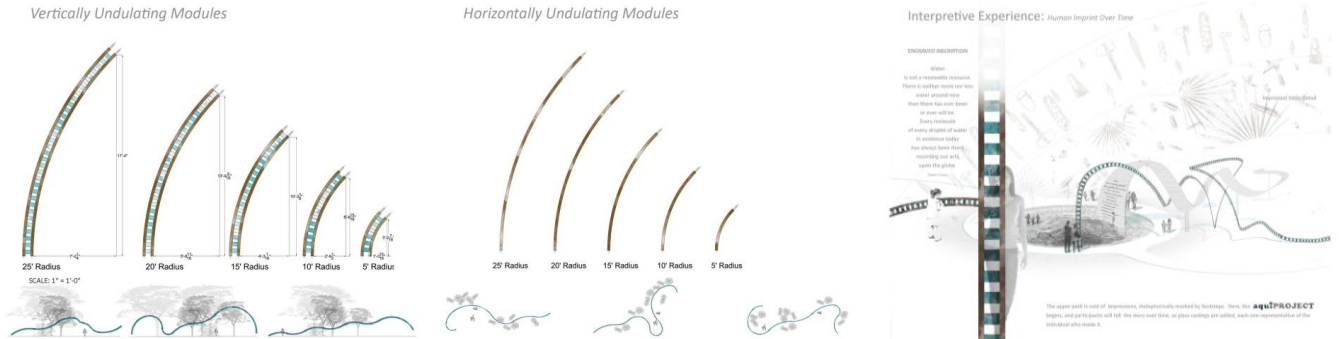 Vertically Undulating Modules
25' Radius
20' Radius
15' Radius
10' Radius
5' Radius
SCALE: 1" = 1'-0"
Horizontally Undulating Modules
25' Radius
20' Radius
15' Radius
10' Radius
5' Radius
Interpretive Experience: Human Imprint Over Time
ENGRAVED INSCRIPTION
Water
is not a renewable resource.
There is neither more nor less
water around now
than there has ever been
or ever will be.
Every molecule
of every droplet of water
in existence today
has always been there
recording our acts
upon the globe.
The upper path is void of impressions, metaphorically marked by footsteps. Here, the aquiPROJECT
begins, and participants will tell the story over time, as glass castings are added, each one representative of the
individual who made it.